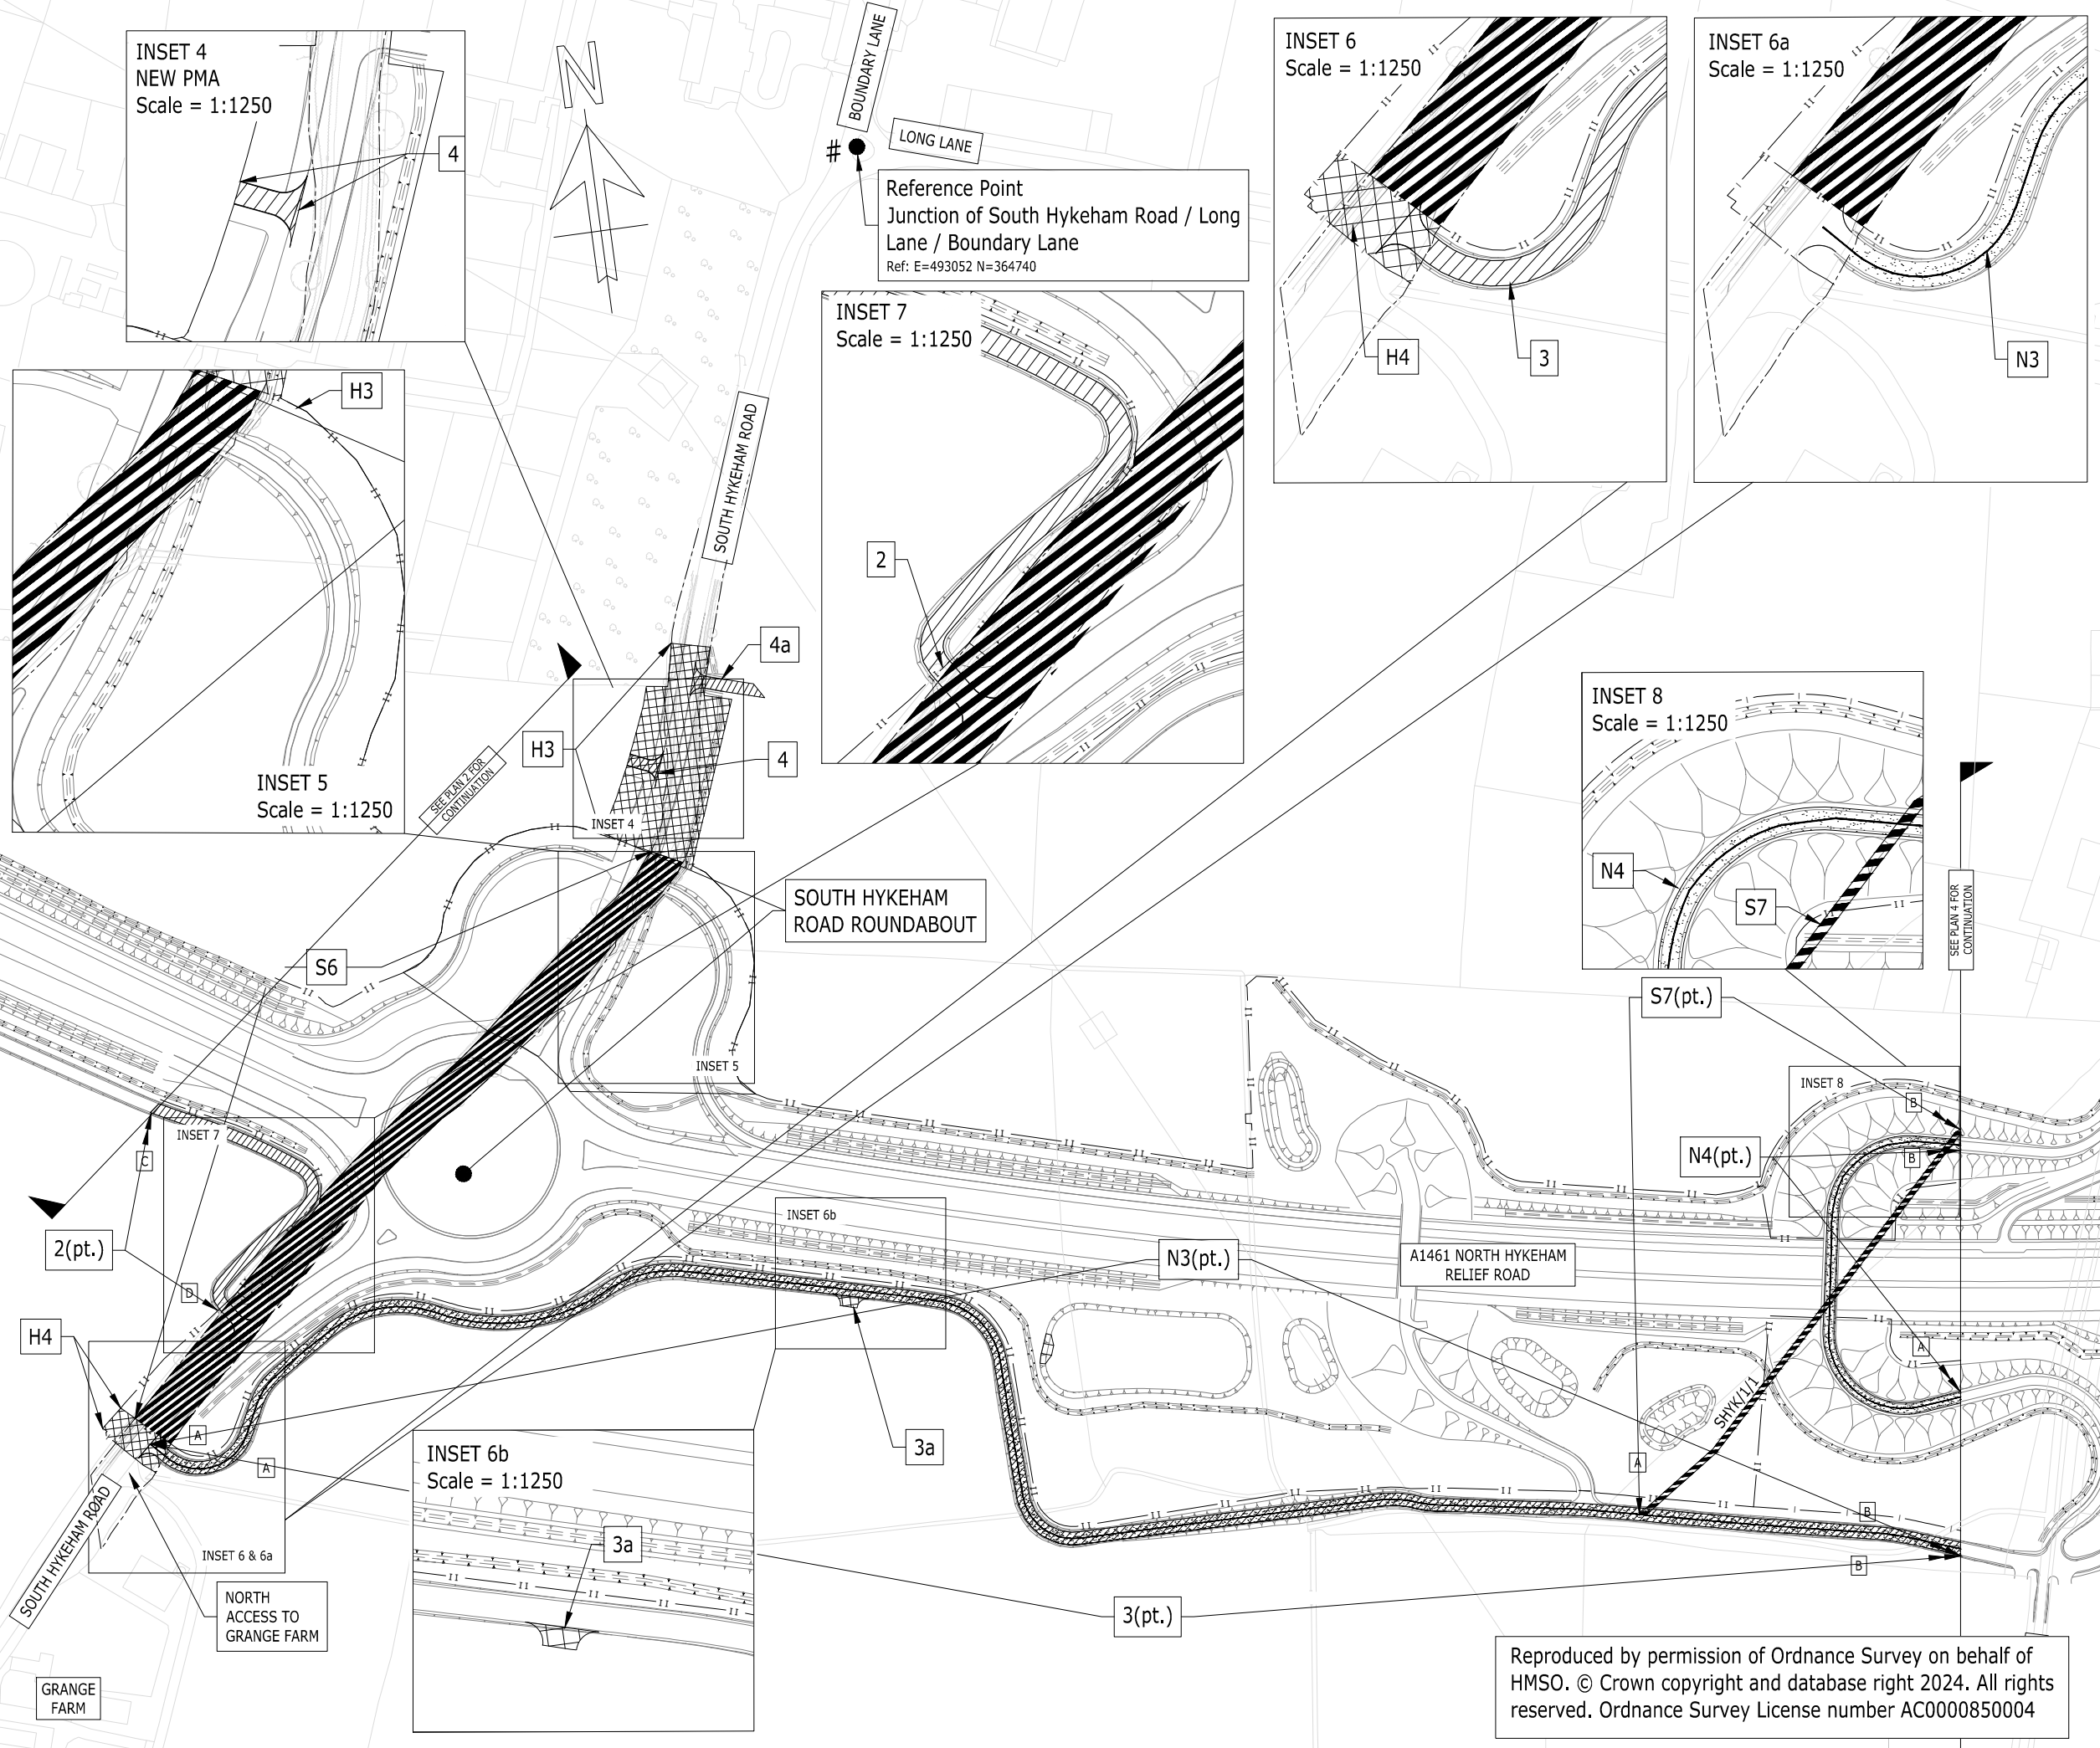 INSET 4
NEW PMA
Scale = 1:1250
4
N
BOUNDARY LANE
LONG LANE
#
Reference Point
Junction of South Hykeham Road / Long
Lane / Boundary Lane
Ref: E=493052 N=364740
INSET 6
Scale = 1:1250
H4
3
INSET 6a
Scale = 1:1250
N3
H3
INSET 5
Scale = 1:1250
SOUTH HYKEHAM ROAD
INSET 7
Scale = 1:1250
2
4a
H3
4
INSET 4
SEE PLAN 2 FOR
CONTINUATION
INSET 8
Scale = 1:1250
N4
S7
SEE PLAN 4 FOR
CONTINUATION
SOUTH HYKEHAM
ROAD ROUNDABOUT
S6
S7(pt.)
INSET 5
INSET 8
B
INSET 7
C
N4(pt.)
B
2(pt.)
INSET 6b
N3(pt.)
A1461 NORTH HYKEHAM
RELIEF ROAD
D
H4
A
3a
SHYK/1/1
A
A
A
INSET 6b
Scale = 1:1250
3a
B
B
SOUTH HYKEHAM ROAD
INSET 6 & 6a
NORTH
ACCESS TO
GRANGE FARM
3(pt.)
GRANGE
FARM
Reproduced by permission of Ordnance Survey on behalf of
HMSO. © Crown copyright and database right 2024. All rights
reserved. Ordnance Survey License number AC0000850004